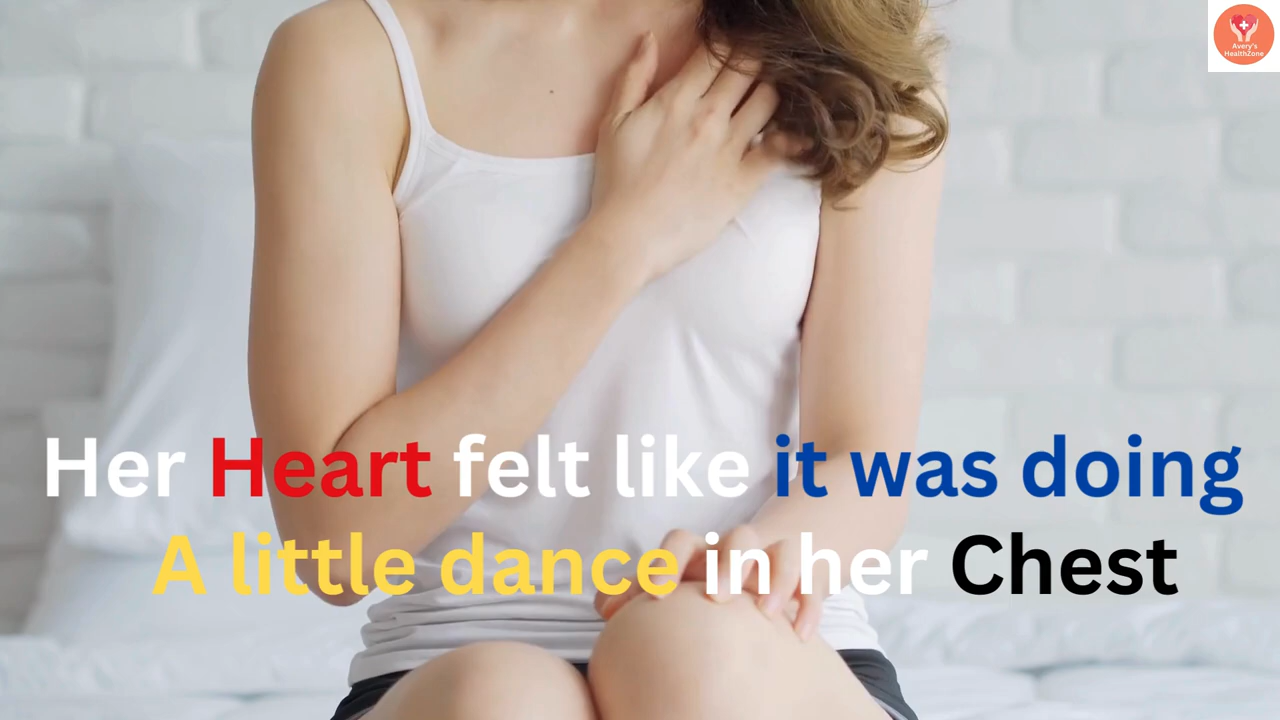 Avery's
HealthZone
Her Heart felt like it was doing
A little dance in her Chest